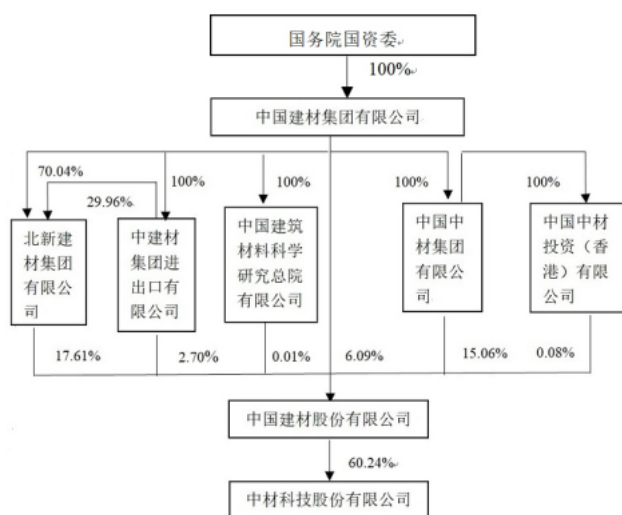 国务院国资委
100%
中国建材集团有限公司
70.04%
29.96%
100%
100%
100%
100%
北新建
材集团
有限公
司
中建材
集团进
出口有
限公司
中国建筑
材料科学
研究总院
有限公司
中国中
材集团
有限公
司
中国中材
投资（香
港）有限
公司
17.61%
2.70%
0.01%
6.09%
15.06%
0.08%
中国建材股份有限公司
60.24%
中材科技股份有限公司